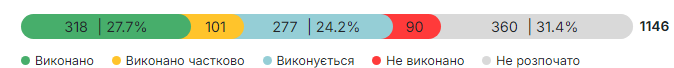 318 | 27.7% 101 277 | 24.2% 90 360 | 31.4% 1146
Виконано Виконано частково Виконується Не виконано Не розпочато